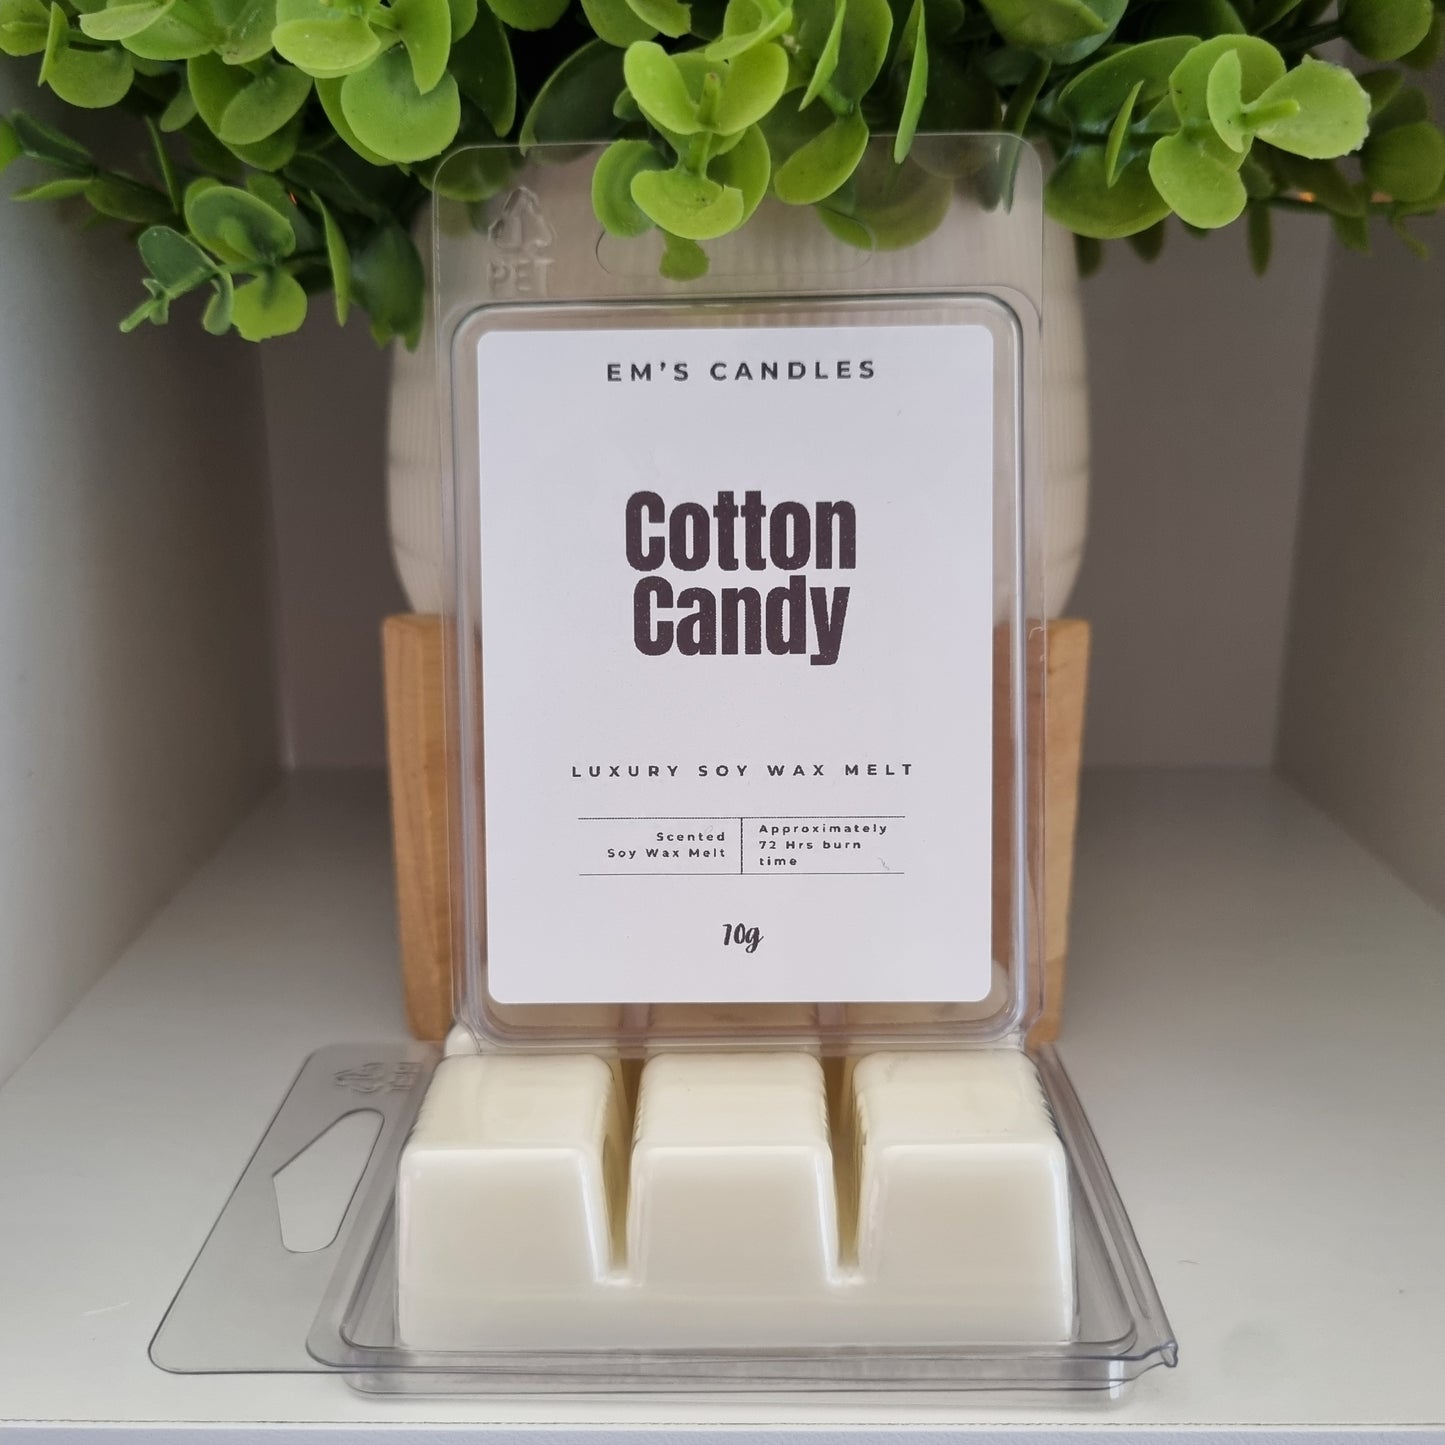 PET
EM'S CANDLES
Cotton
Candy
LUXURY SOY WAX MELT
Scented
Soy Wax Melt
Approximately
72 Hrs burn
time
70g
PET